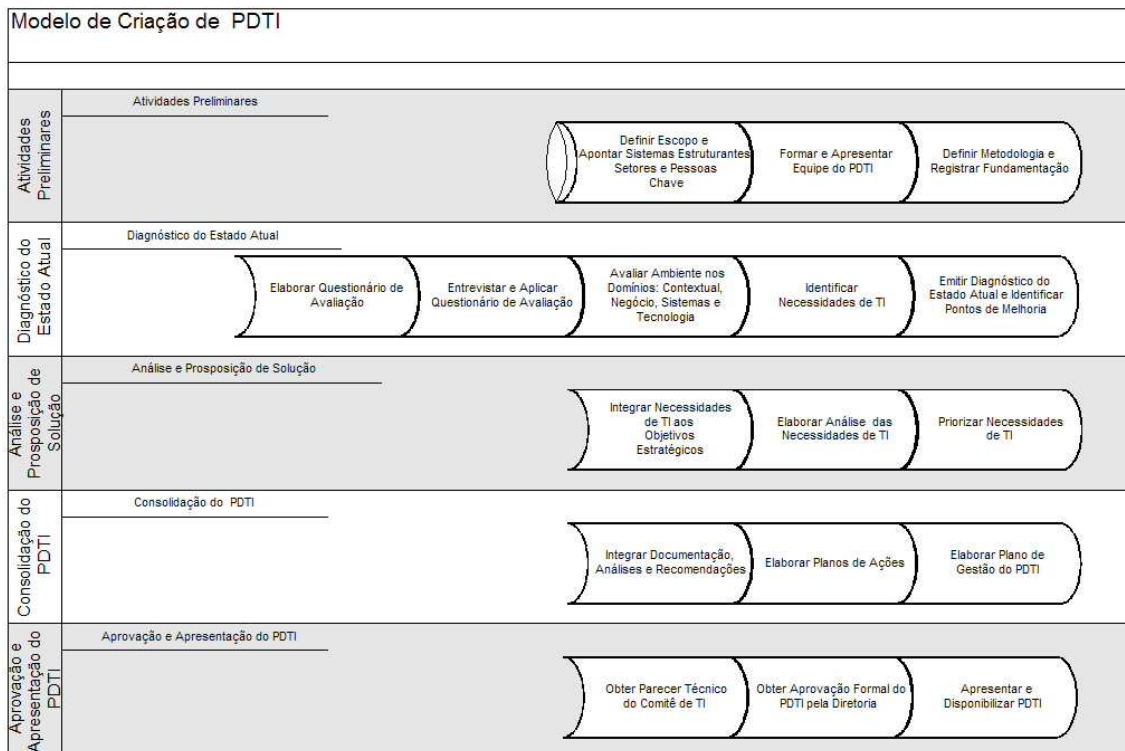 Modelo de Criação de PDTI
Atividades
Preliminares
Atividades Preliminares
Definir Escopo e
Apontar Sistemas Estruturantes
Setores e Pessoas
Chave
Formar e Apresentar
Equipe do PDTI
Definir Metodologia e
Registrar Fundamentação
Diagnóstico do
Estado Atual
Diagnóstico do Estado Atual
Elaborar Questionário de
Avaliação
Entrevistar e Aplicar
Questionário de Avaliação
Avaliar Ambiente nos
Domínios: Contextual,
Negócio, Sistemas e
Tecnologia
Identificar
Necessidades de TI
Emitir Diagnóstico do
Estado Atual e Identificar
Pontos de Melhoria
Análise e
Prosposição de
Solução
Análise e Prosposição de Solução
Integrar Necessidades
de TI aos
Objetivos
Estratégicos
Elaborar Análise das
Necessidades de TI
Priorizar Necessidades
de TI
Consolidação do
PDTI
Consolidação do PDTI
Integrar Documentação,
Análises e Recomendações
Elaborar Planos de Ações
Elaborar Plano de
Gestão do PDTI
Aprovação e
Apresentação do
PDTI
Aprovação e Apresentação do PDTI
Obter Parecer Técnico
do Comitê de TI
Obter Aprovação Formal do
PDTI pela Diretoria
Apresentar e
Disponibilizar PDTI